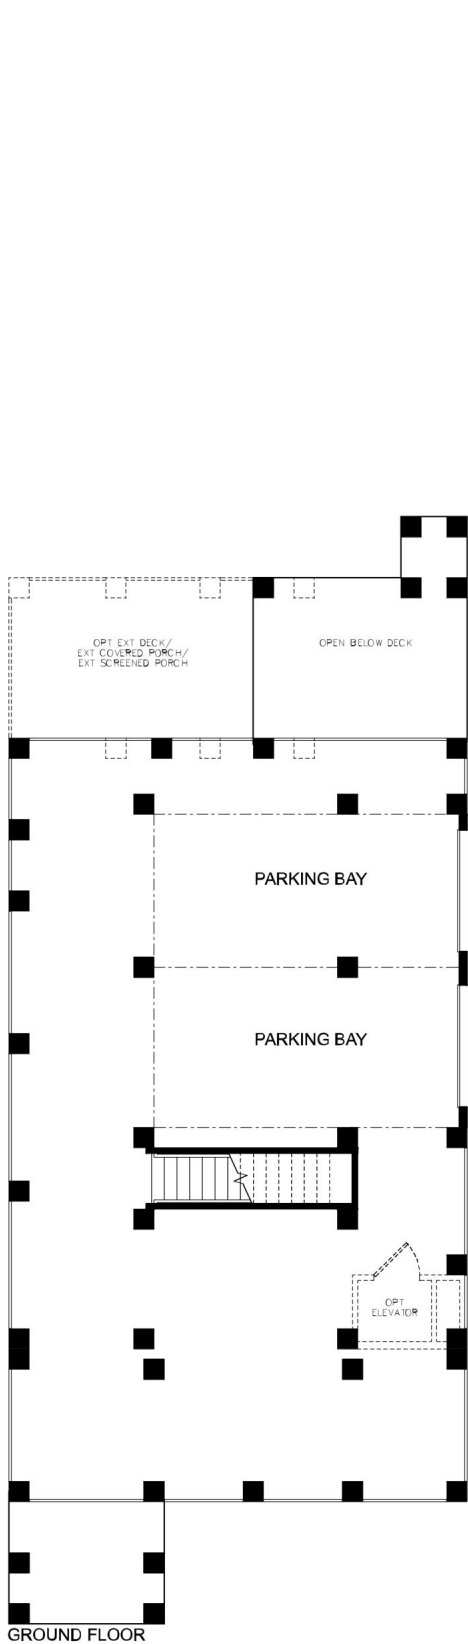 OPT EXT DECK/
EXT COVERED PORCH/
EXT SCREENED PORCH
OPEN BELOW DECK
PARKING BAY
PARKING BAY
OPT
ELEVATOR
GROUND FLOOR